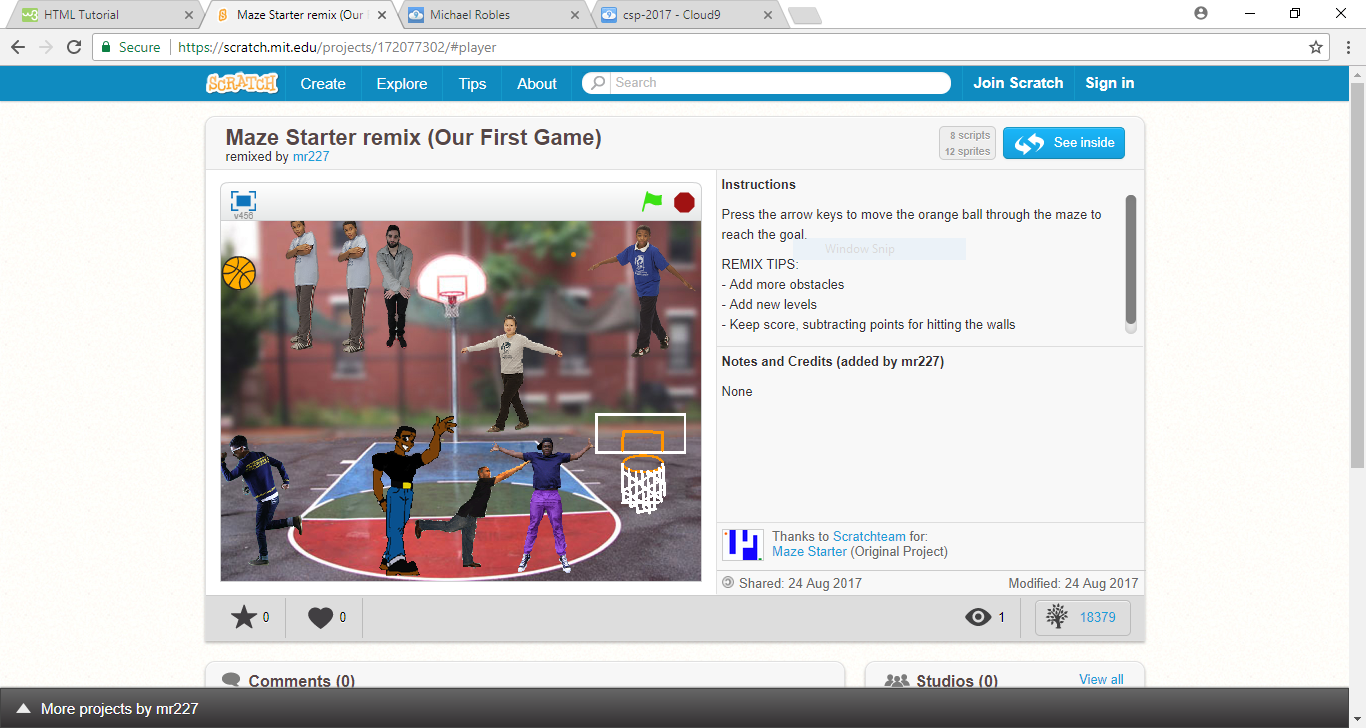 HTML Tutorial
Maze Starter remix (Our
Michael Robles
csp-2017 - Cloud9
Secure
https://scratch.mit.edu/projects/172077302/#player
SCRATCH
Create
Explore
Tips
About
Search
Join Scratch
Sign in
Maze Starter remix (Our First Game)
remixed by mr227
8 scripts
12 sprites
See inside
v456
Instructions
Press the arrow keys to move the orange ball through the maze to
reach the goal.
Window Snip
REMIX TIPS:
- Add more obstacles
- Add new levels
- Keep score, subtracting points for hitting the walls
Notes and Credits (added by mr227)
None
Thanks to Scratchteam for:
Maze Starter (Original Project)
Shared: 24 Aug 2017
Modified: 24 Aug 2017
0
0
1
18379
Comments (0)
Studios (0)
View all
More projects by mr227